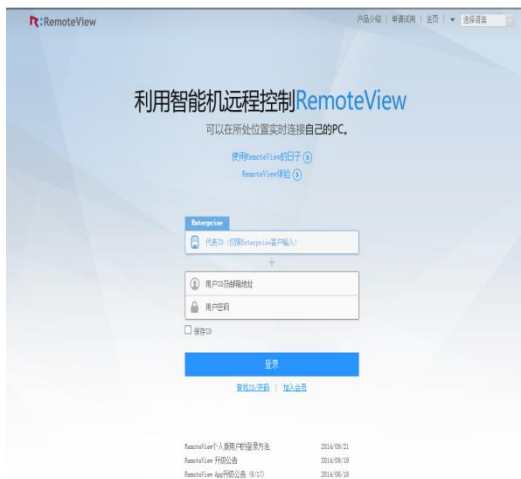 RemoteView
产品介绍 | 申请试用 | 主页 | 选择语言
利用智能机远程控制RemoteView
可以在所处位置实时连接自己的PC。
使用RemoteView的日子
RemoteView体验
Enterprise
代表ID (仅限Enterprise客户输入)
+
用户ID及邮箱地址
用户密码
保存ID
登录
查找ID/密码 | 加入会员
RemoteView个人费用户的登录方法 2014/08/21
RemoteView 升级公告 2014/08/19
RemoteView App升级公告 (6/17) 2014/06/18